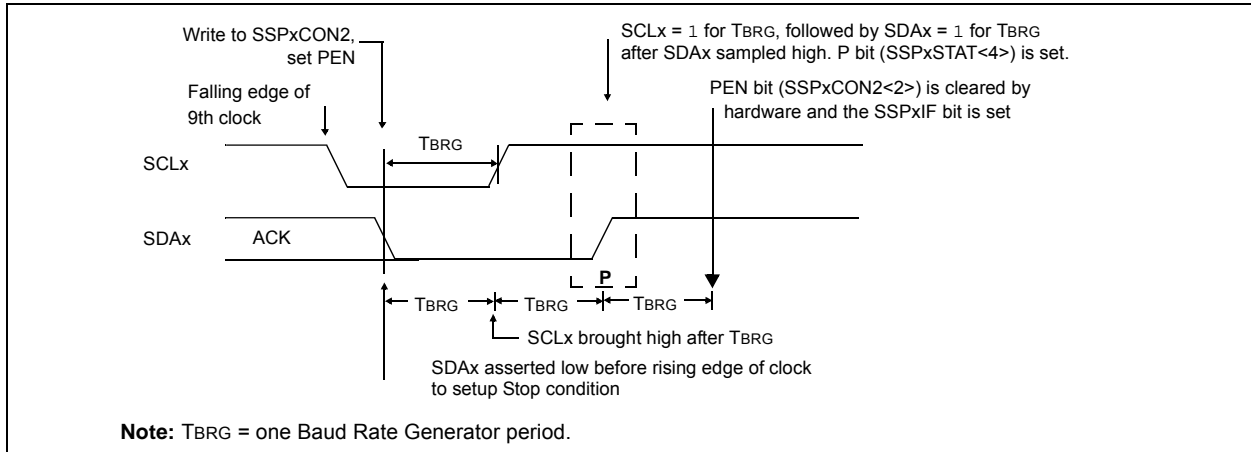 Write to SSPxCON2,
set PEN
SCLx = 1 for TBRG, followed by SDAx = 1 for TBRG
after SDAx sampled high. P bit (SSPxSTAT<4>) is set.
Falling edge of
9th clock
PEN bit (SSPxCON2<2>) is cleared by
hardware and the SSPxIF bit is set
TBRG
SCLx
SDAx
ACK
P
TBRG
TBRG
TBRG
SCLx brought high after TBRG
SDAx asserted low before rising edge of clock
to setup Stop condition
Note: TBRG = one Baud Rate Generator period.